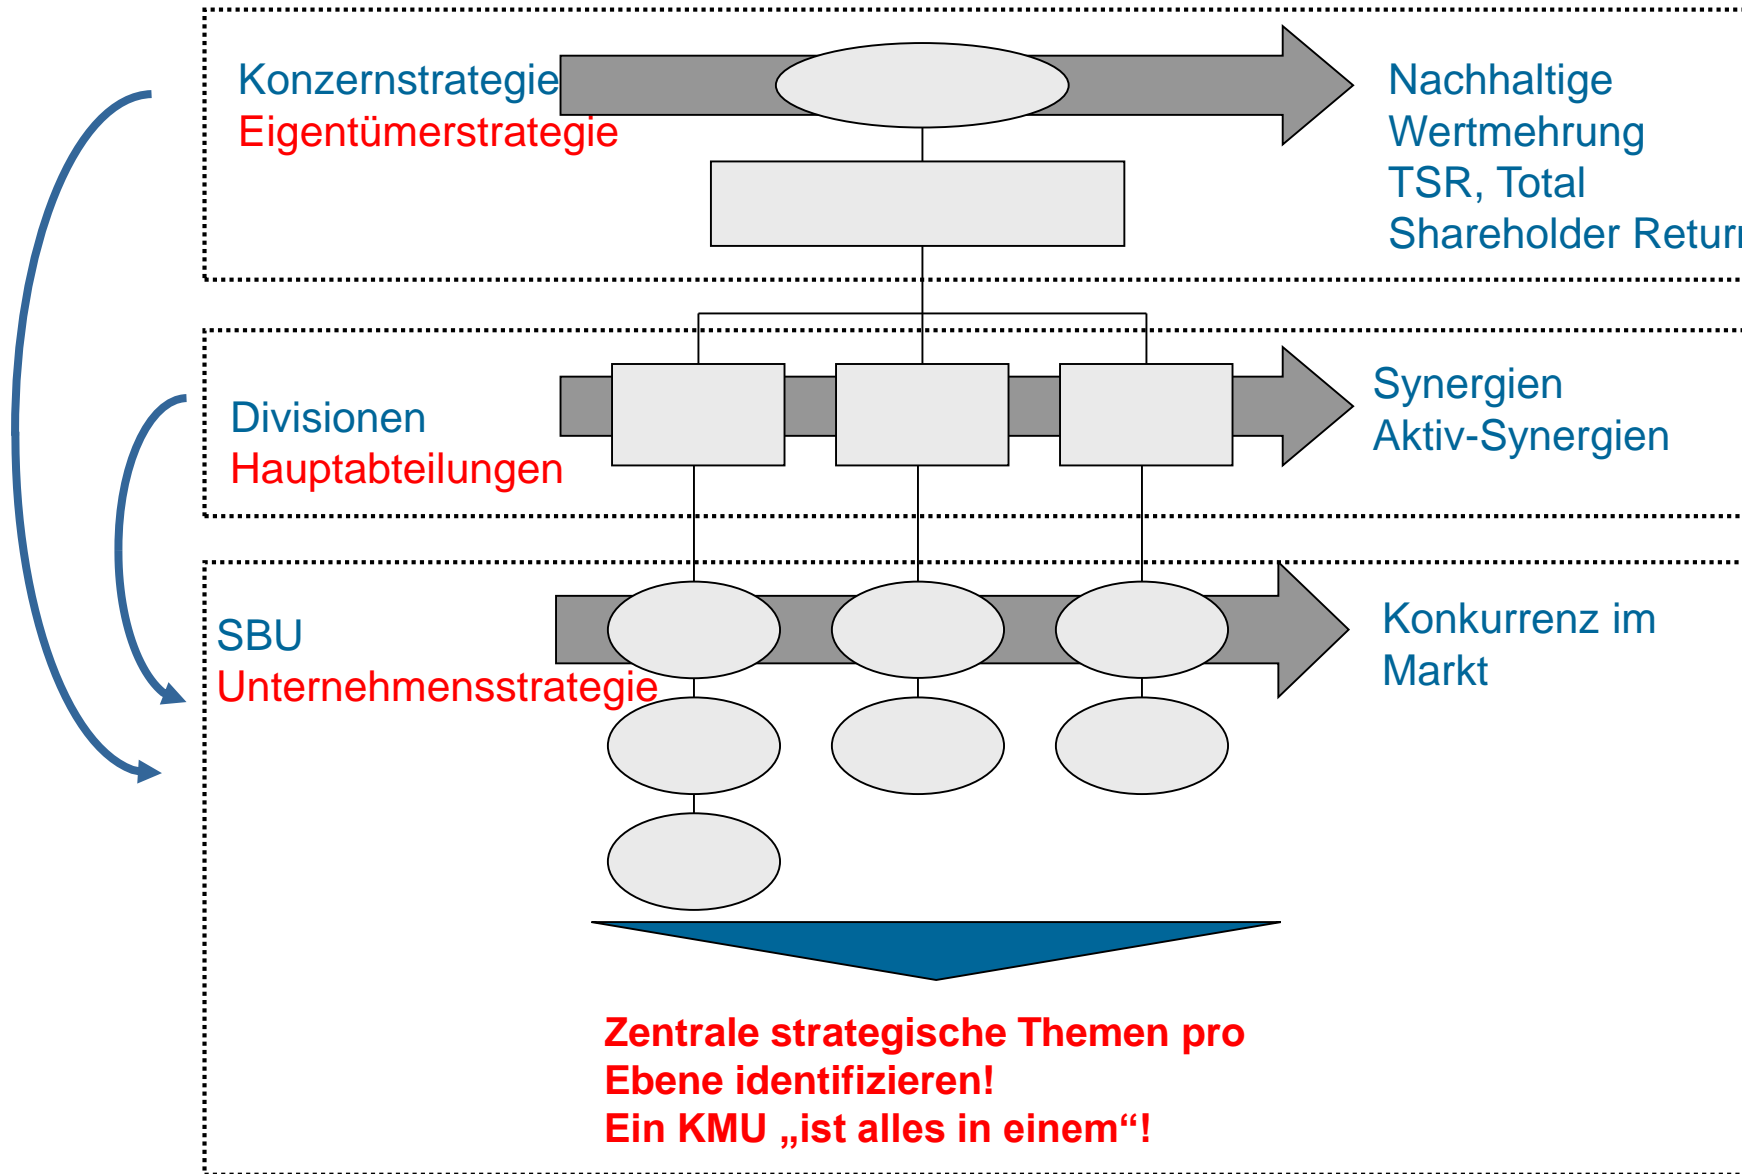 Konzernstrategie
Eigentümerstrategie
Nachhaltige
Wertmehrung
TSR, Total
Shareholder Return
Divisionen
Hauptabteilungen
Synergien
Aktiv-Synergien
SBU
Unternehmensstrategie
Konkurrenz im
Markt
Zentrale strategische Themen pro
Ebene identifizieren!
Ein KMU „ist alles in einem“!